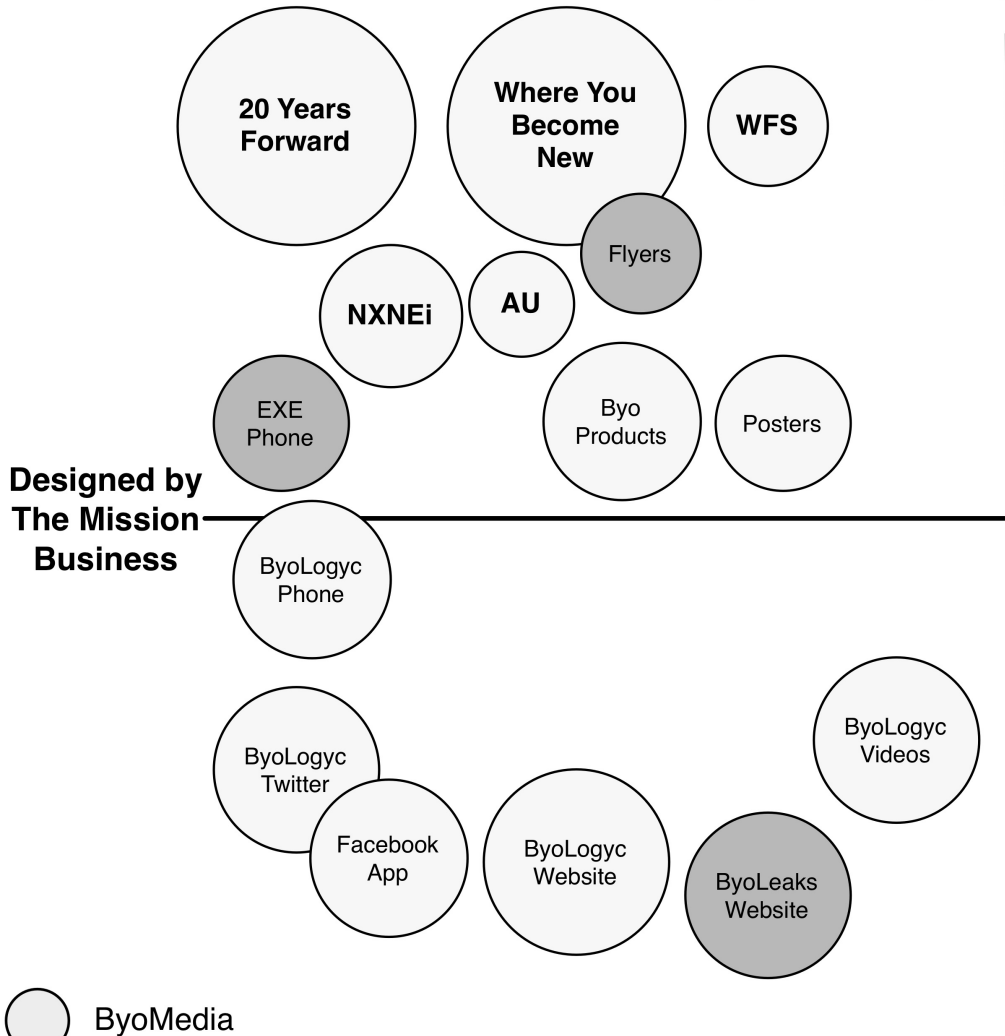 20 Years
Forward
Where You
Become
New
WFS
Flyers
NXNEi
AU
EXE
Phone
Byo
Products
Posters
Designed by
The Mission
Business
ByoLogyc
Phone
ByoLogyc
Twitter
ByoLogyc
Videos
Facebook
App
ByoLogyc
Website
ByoLeaks
Website
ByoMedia